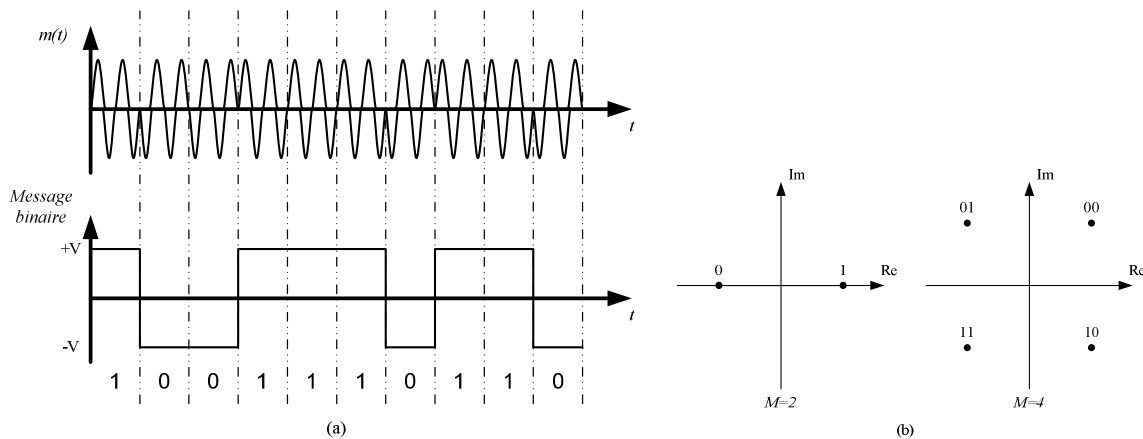 m(t)
t
Message
binaire
+V
-V
t
1 0 0 1 1 1 0 1 1 0
(a)
Im
0 1 Re
M=2
Im
01 00
Re
11 10
M=4
(b)